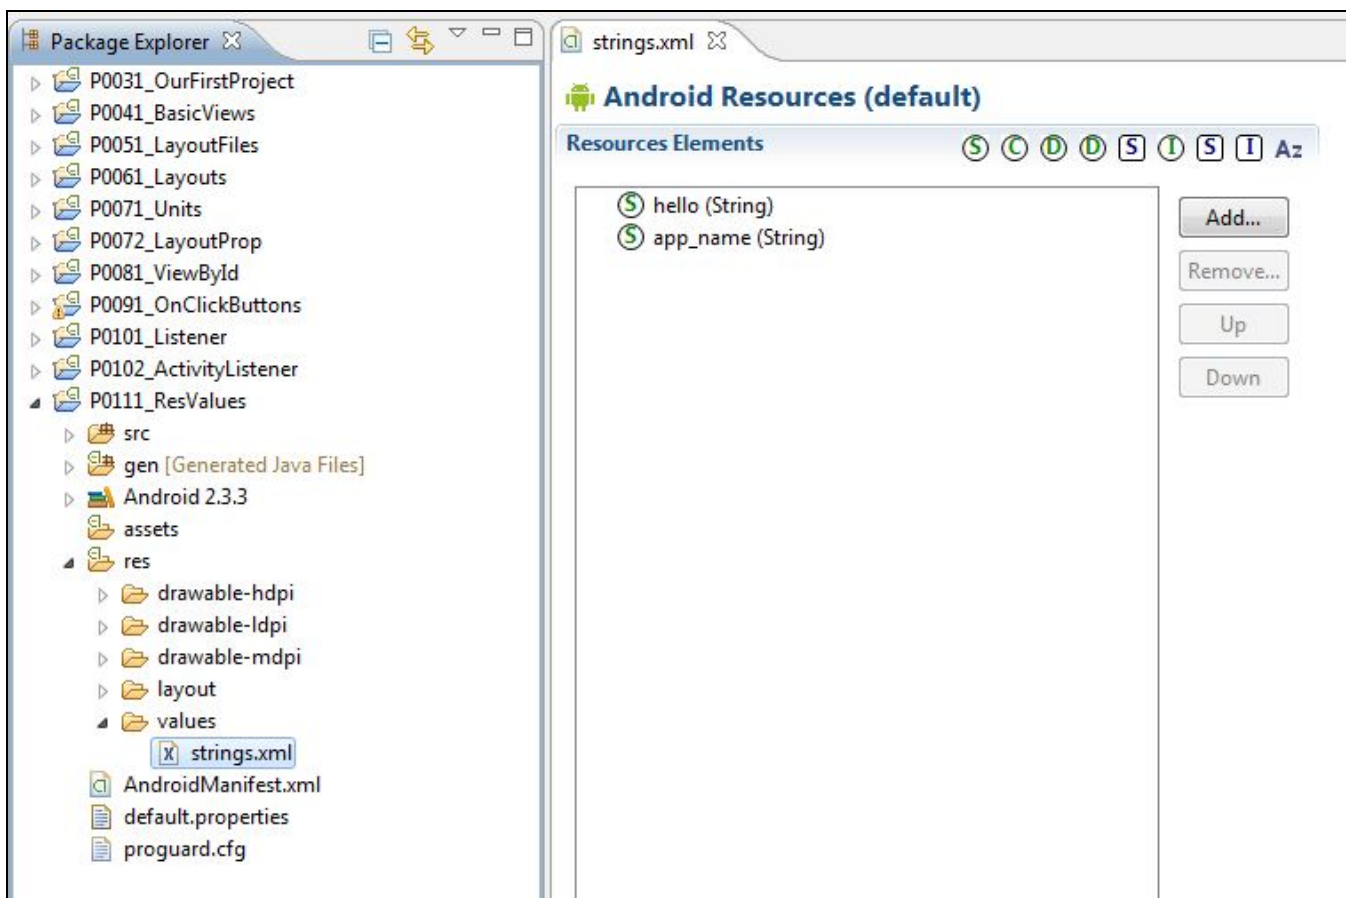 Package Explorer
P0031_OurFirstProject
P0041_BasicViews
P0051_LayoutFiles
P0061_Layouts
P0071_Units
P0072_LayoutProp
P0081_ViewById
P0091_OnClickButtons
P0101_Listener
P0102_ActivityListener
P0111_ResValues
src
gen [Generated Java Files]
Android 2.3.3
assets
res
drawable-hdpi
drawable-ldpi
drawable-mdpi
layout
values
strings.xml
AndroidManifest.xml
default.properties
proguard.cfg
strings.xml
Android Resources (default)
Resources Elements S C D D S I S I Az
S hello (String)
S app_name (String)
Add...
Remove...
Up
Down